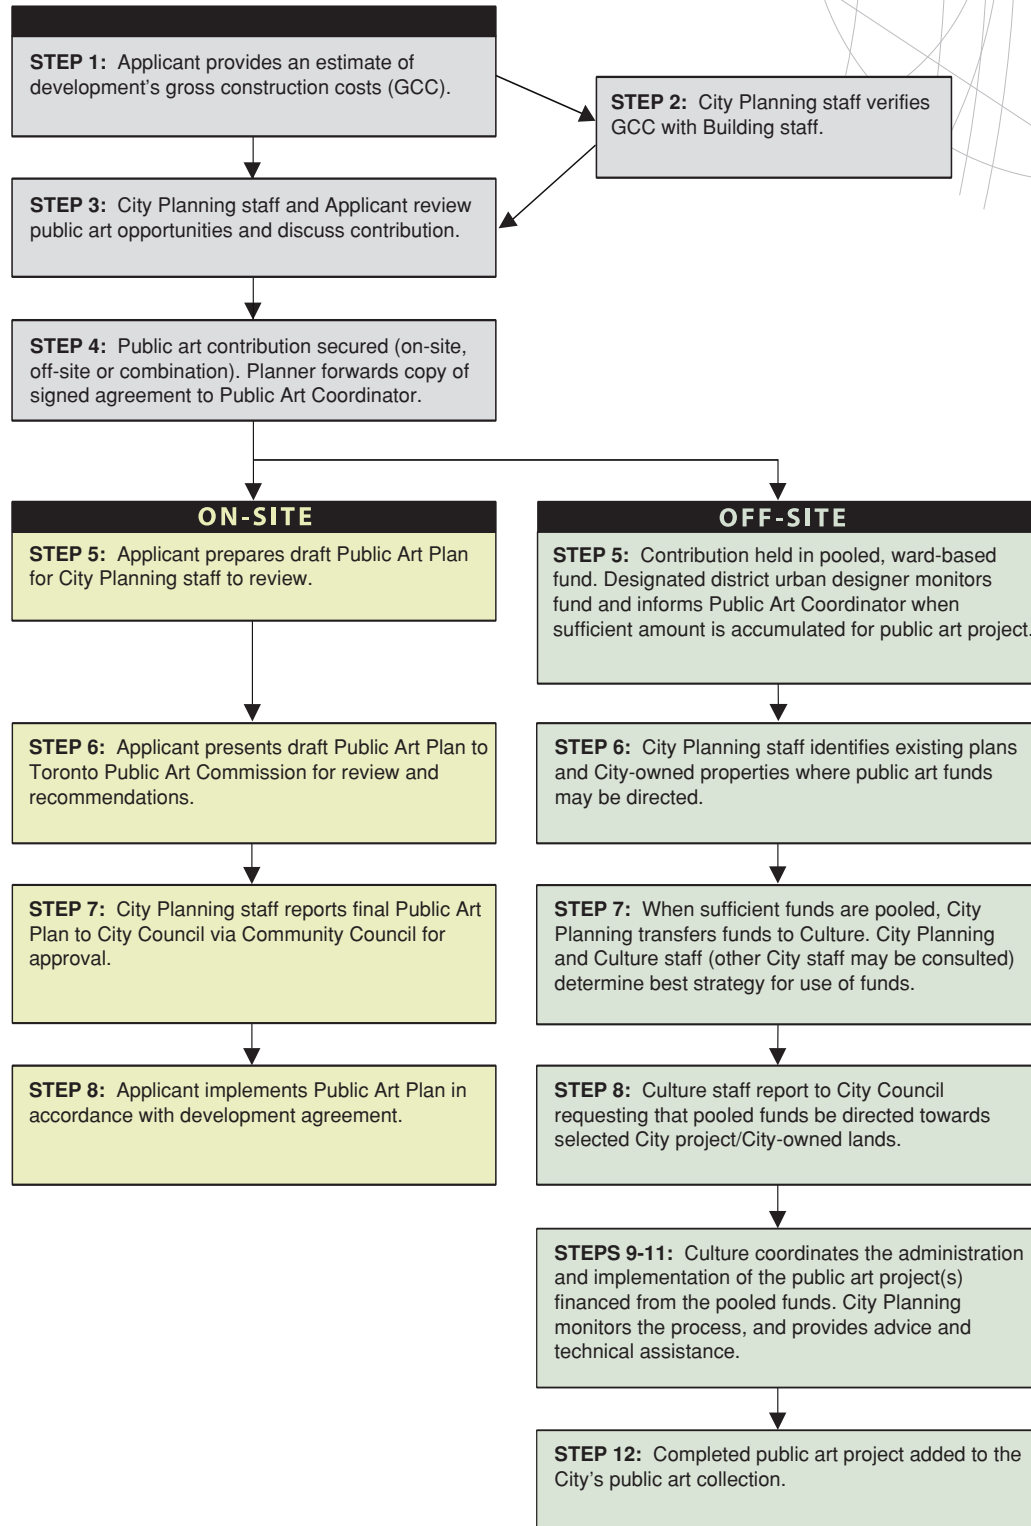 STEP 1: Applicant provides an estimate of
development's gross construction costs (GCC).
STEP 2: City Planning staff verifies
GCC with Building staff.
STEP 3: City Planning staff and Applicant review
public art opportunities and discuss contribution.
STEP 4: Public art contribution secured (on-site,
off-site or combination). Planner forwards copy of
signed agreement to Public Art Coordinator.
ON-SITE
STEP 5: Applicant prepares draft Public Art Plan
for City Planning staff to review.
STEP 6: Applicant presents draft Public Art Plan to
Toronto Public Art Commission for review and
recommendations.
STEP 7: City Planning staff reports final Public Art
Plan to City Council via Community Council for
approval.
STEP 8: Applicant implements Public Art Plan in
accordance with development agreement.
OFF-SITE
STEP 5: Contribution held in pooled, ward-based
fund. Designated district urban designer monitors
fund and informs Public Art Coordinator when
sufficient amount is accumulated for public art project.
STEP 6: City Planning staff identifies existing plans
and City-owned properties where public art funds
may be directed.
STEP 7: When sufficient funds are pooled, City
Planning transfers funds to Culture. City Planning
and Culture staff (other City staff may be consulted)
determine best strategy for use of funds.
STEP 8: Culture staff report to City Council
requesting that pooled funds be directed towards
selected City project/City-owned lands.
STEPS 9-11: Culture coordinates the administration
and implementation of the public art project(s)
financed from the pooled funds. City Planning
monitors the process, and provides advice and
technical assistance.
STEP 12: Completed public art project added to the
City's public art collection.